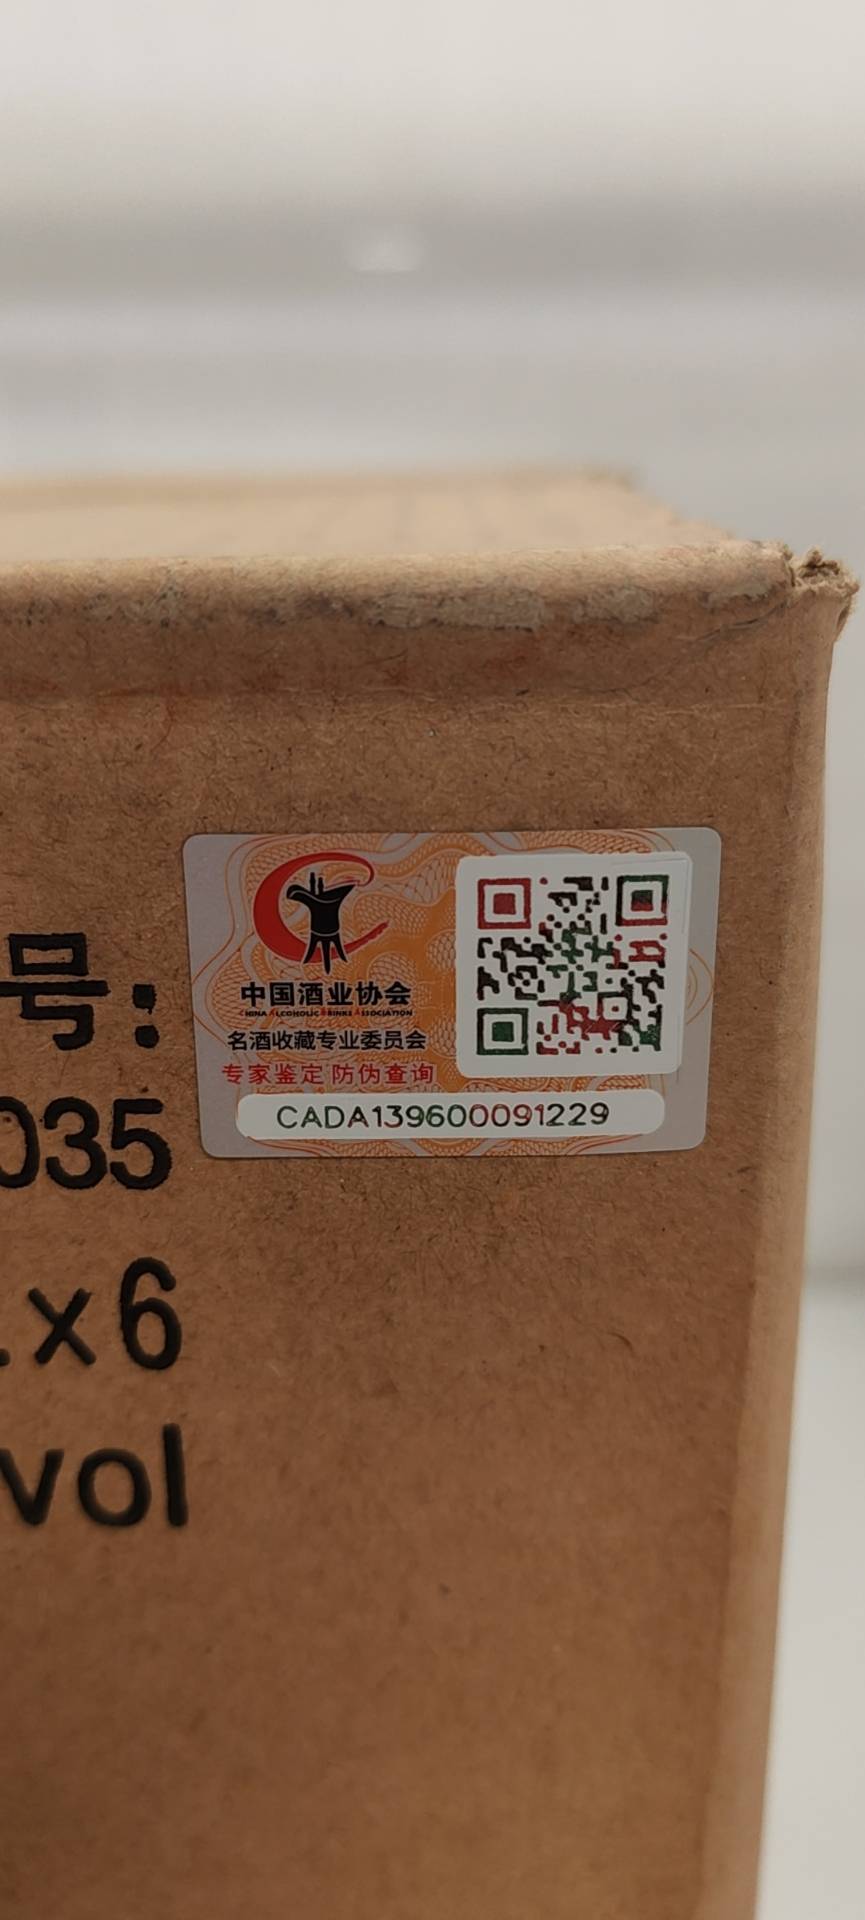 中国酒业协会
CHINA ALCOHOLIC DRINKS ASSOCIATION
名酒收藏专业委员会
专家鉴定 防伪查询
CADA139600091229
号:
035
x6
vol